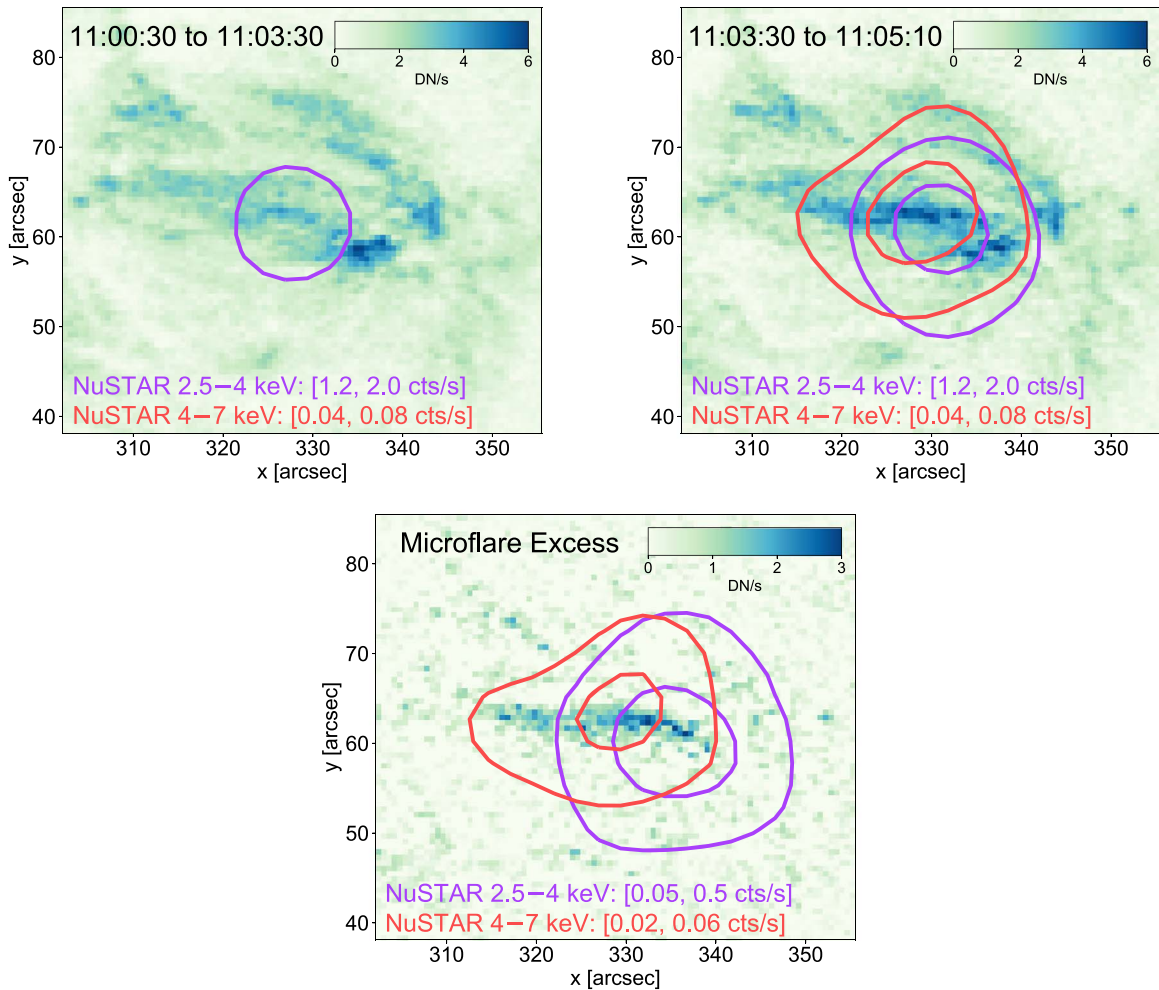 11:00:30 to 11:03:30
0 2 4 6
DN/s
80
70
60
50
40
y [arcsec]
NuSTAR 2.5−4 keV: [1.2, 2.0 cts/s]
NuSTAR 4−7 keV: [0.04, 0.08 cts/s]
310 320 330 340 350
x [arcsec]
11:03:30 to 11:05:10
0 2 4 6
DN/s
80
70
60
50
40
y [arcsec]
NuSTAR 2.5−4 keV: [1.2, 2.0 cts/s]
NuSTAR 4−7 keV: [0.04, 0.08 cts/s]
310 320 330 340 350
x [arcsec]
Microflare Excess
0 1 2 3
DN/s
80
70
60
50
40
y [arcsec]
NuSTAR 2.5−4 keV: [0.05, 0.5 cts/s]
NuSTAR 4−7 keV: [0.02, 0.06 cts/s]
310 320 330 340 350
x [arcsec]